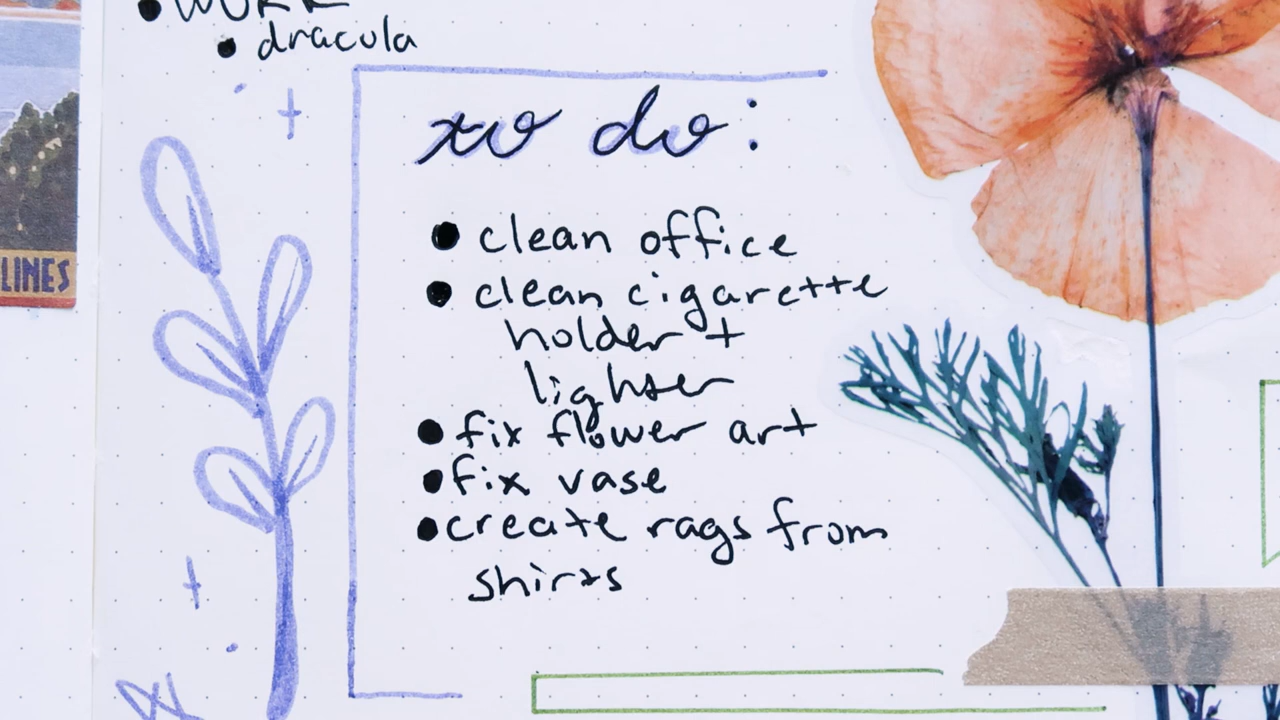 • WORK
• dracula
LINES
to do:
• clean office
• clean cigarette
holder +
lighter
• fix flower art
• fix vase
• create rags from
shirts